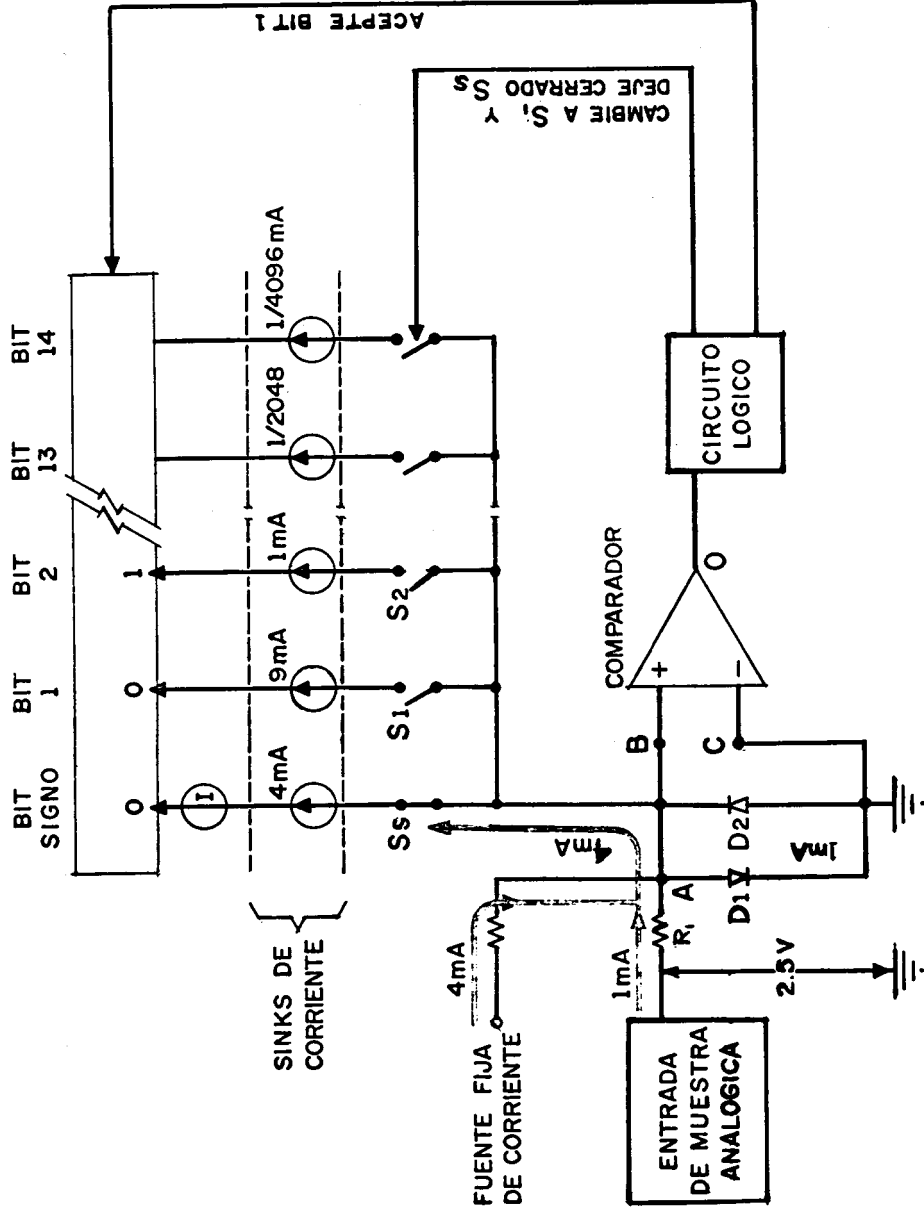 BIT
SIGNO
BIT
1
BIT
2
BIT
13
BIT
14
0
0
1
I
4mA
9mA
1mA
1/2048
1/4096mA
SINKS DE
CORRIENTE
Ss
S1
S2
ACEPTE BIT 1
CAMBIE A S1 Y
DEJE CERRADO Ss
FUENTE FIJA
DE CORRIENTE
4mA
4mA
1mA
R1
A
B
C
COMPARADOR
+
-
O
CIRCUITO
LOGICO
ENTRADA
DE MUESTRA
ANALOGICA
2.5V
D1
D2
1mA